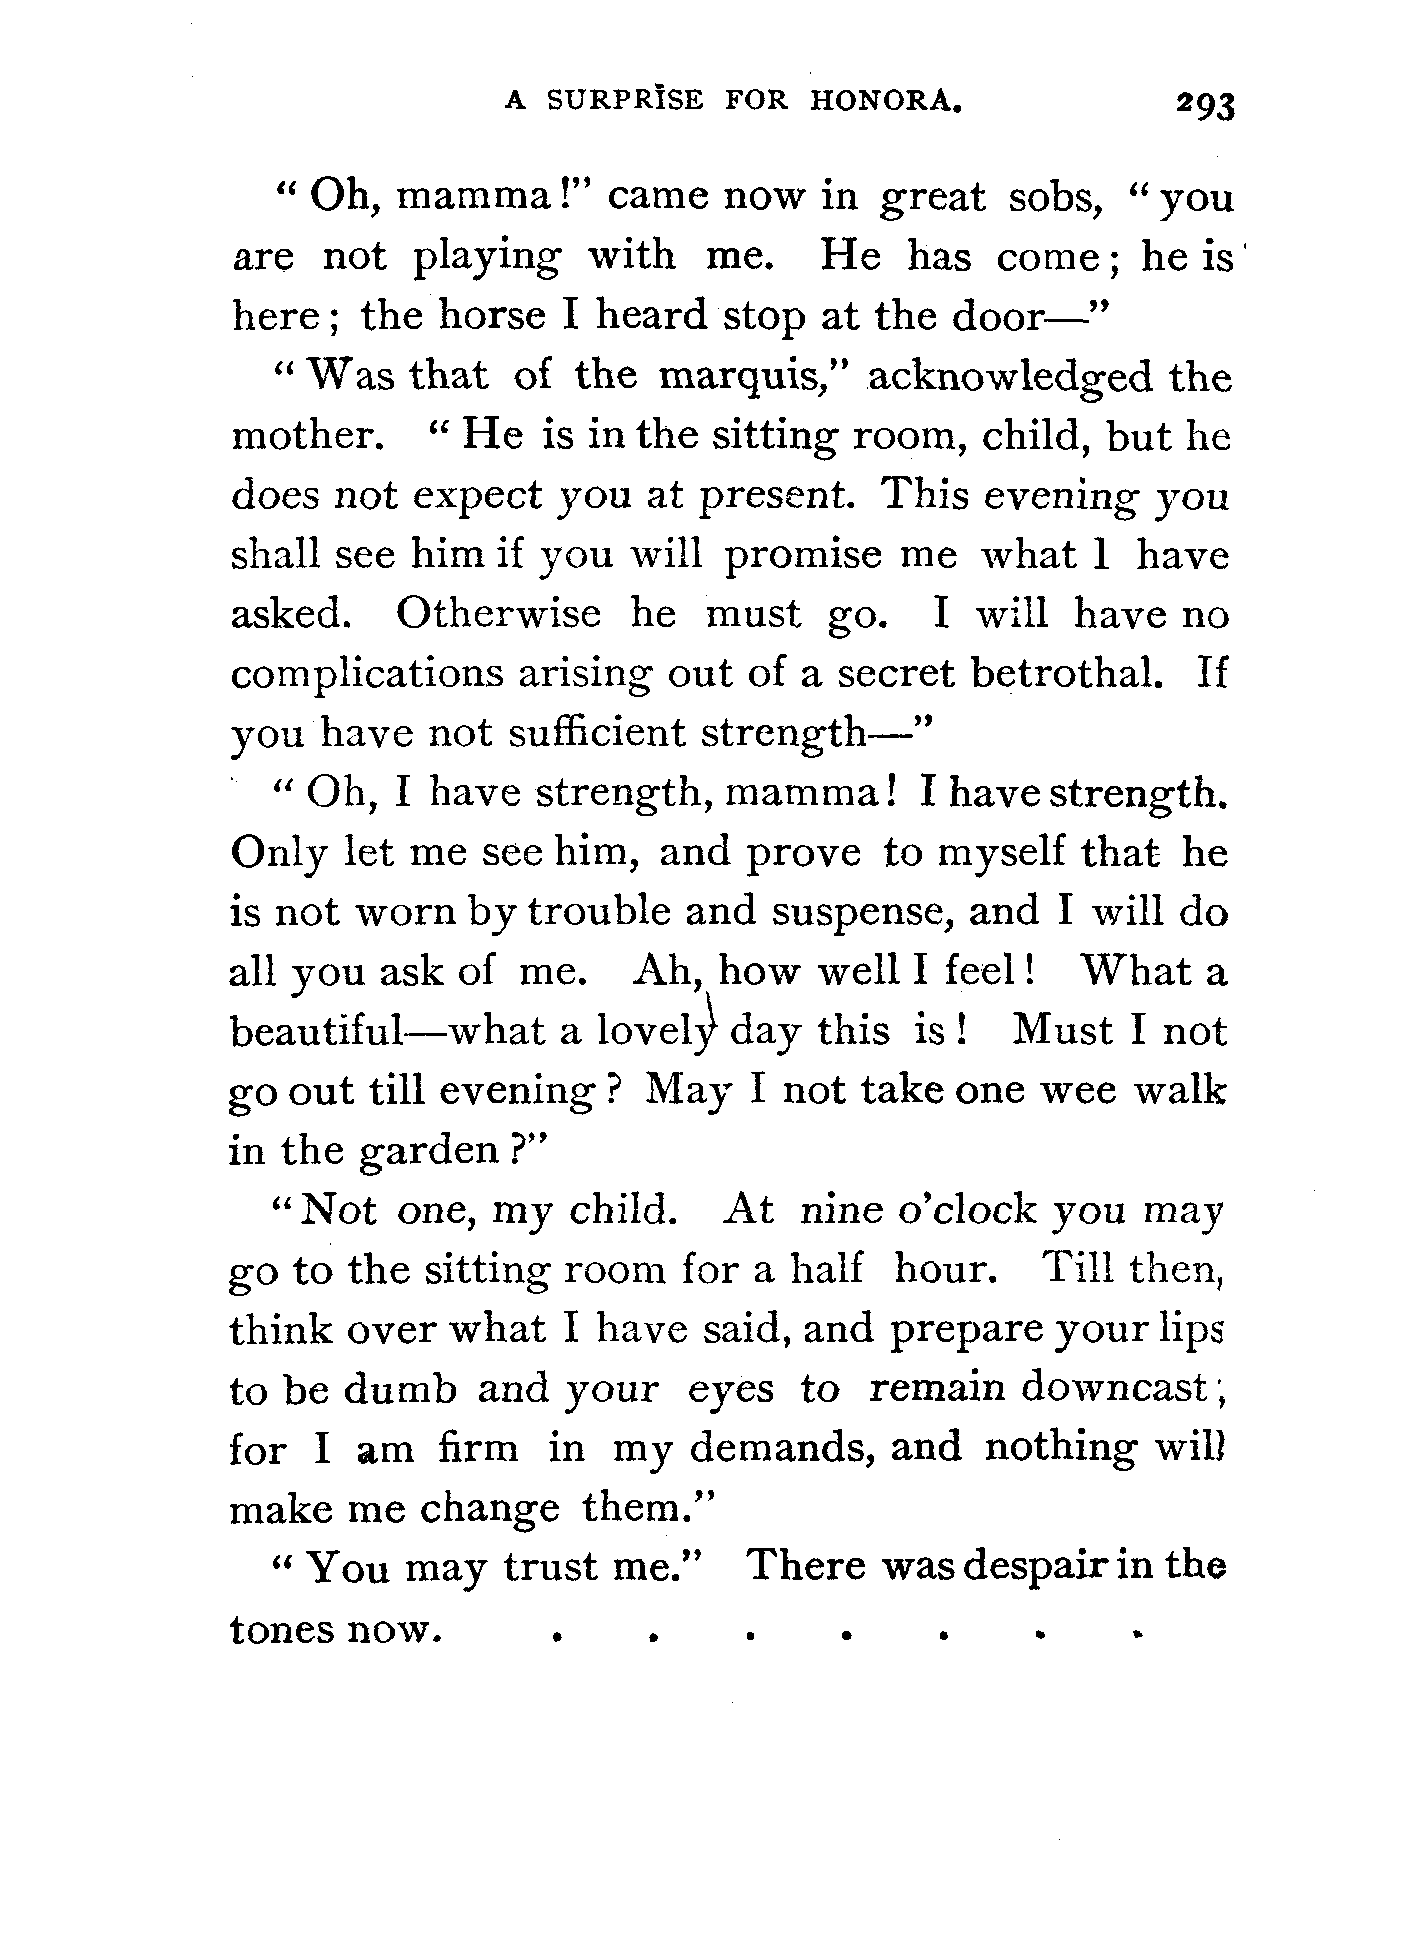 A SURPRISE FOR HONORA. 293
" Oh, mamma!" came now in great sobs, " you
are not playing with me. He has come; he is
here; the horse I heard stop at the door—"
" Was that of the marquis," acknowledged the
mother. " He is in the sitting room, child, but he
does not expect you at present. This evening you
shall see him if you will promise me what I have
asked. Otherwise he must go. I will have no
complications arising out of a secret betrothal. If
you have not sufficient strength—"
" Oh, I have strength, mamma! I have strength.
Only let me see him, and prove to myself that he
is not worn by trouble and suspense, and I will do
all you ask of me. Ah, how well I feel! What a
beautiful—what a lovely day this is! Must I not
go out till evening? May I not take one wee walk
in the garden?"
" Not one, my child. At nine o'clock you may
go to the sitting room for a half hour. Till then,
think over what I have said, and prepare your lips
to be dumb and your eyes to remain downcast;
for I am firm in my demands, and nothing will
make me change them."
" You may trust me." There was despair in the
tones now. . . . . . . .